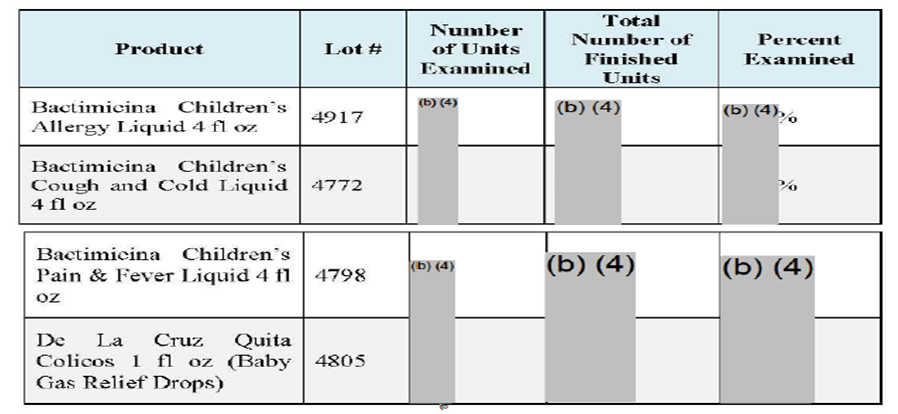 Product
Lot #
Number
of Units
Examined
Total
Number of
Finished
Units
Percent
Examined
Bactimicina Children's
Allergy Liquid 4 fl oz
4917
(b) (4)
(b) (4)
(b) (4)%
Bactimicina Children's
Cough and Cold Liquid
4 fl oz
4772
%
Bactimicina Children's
Pain & Fever Liquid 4 fl
oz
4798
(b) (4)
(b) (4)
(b) (4)
De La Cruz Quita
Colicos 1 fl oz (Baby
Gas Relief Drops)
4805